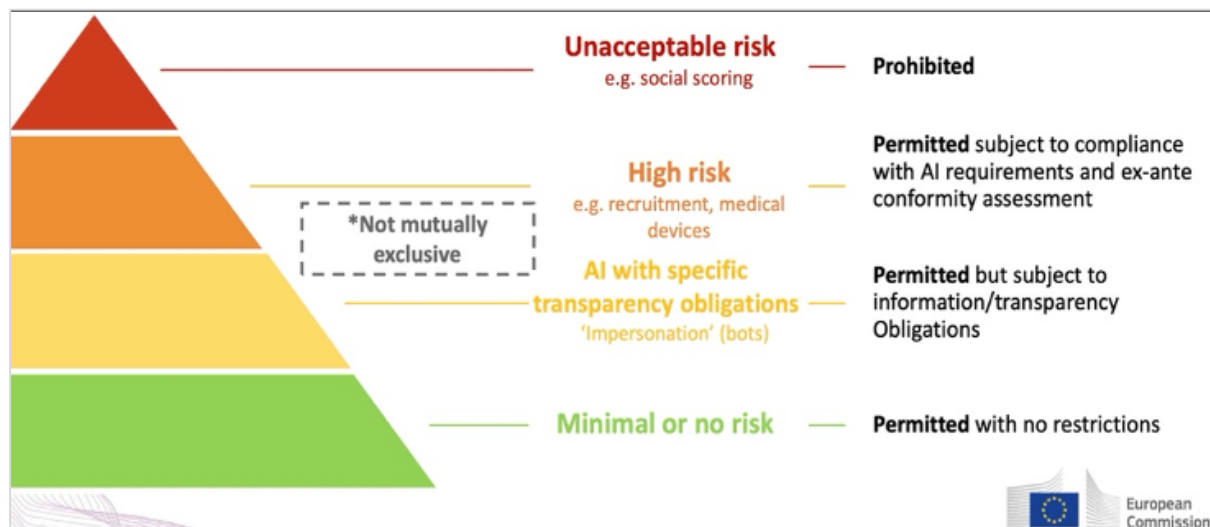 Unacceptable risk
e.g. social scoring
Prohibited
High risk
e.g. recruitment, medical
devices
Permitted subject to compliance
with AI requirements and ex-ante
conformity assessment
*Not mutually
exclusive
AI with specific
transparency obligations
‘Impersonation’ (bots)
Permitted but subject to
information/transparency
Obligations
Minimal or no risk
Permitted with no restrictions
European
Commission